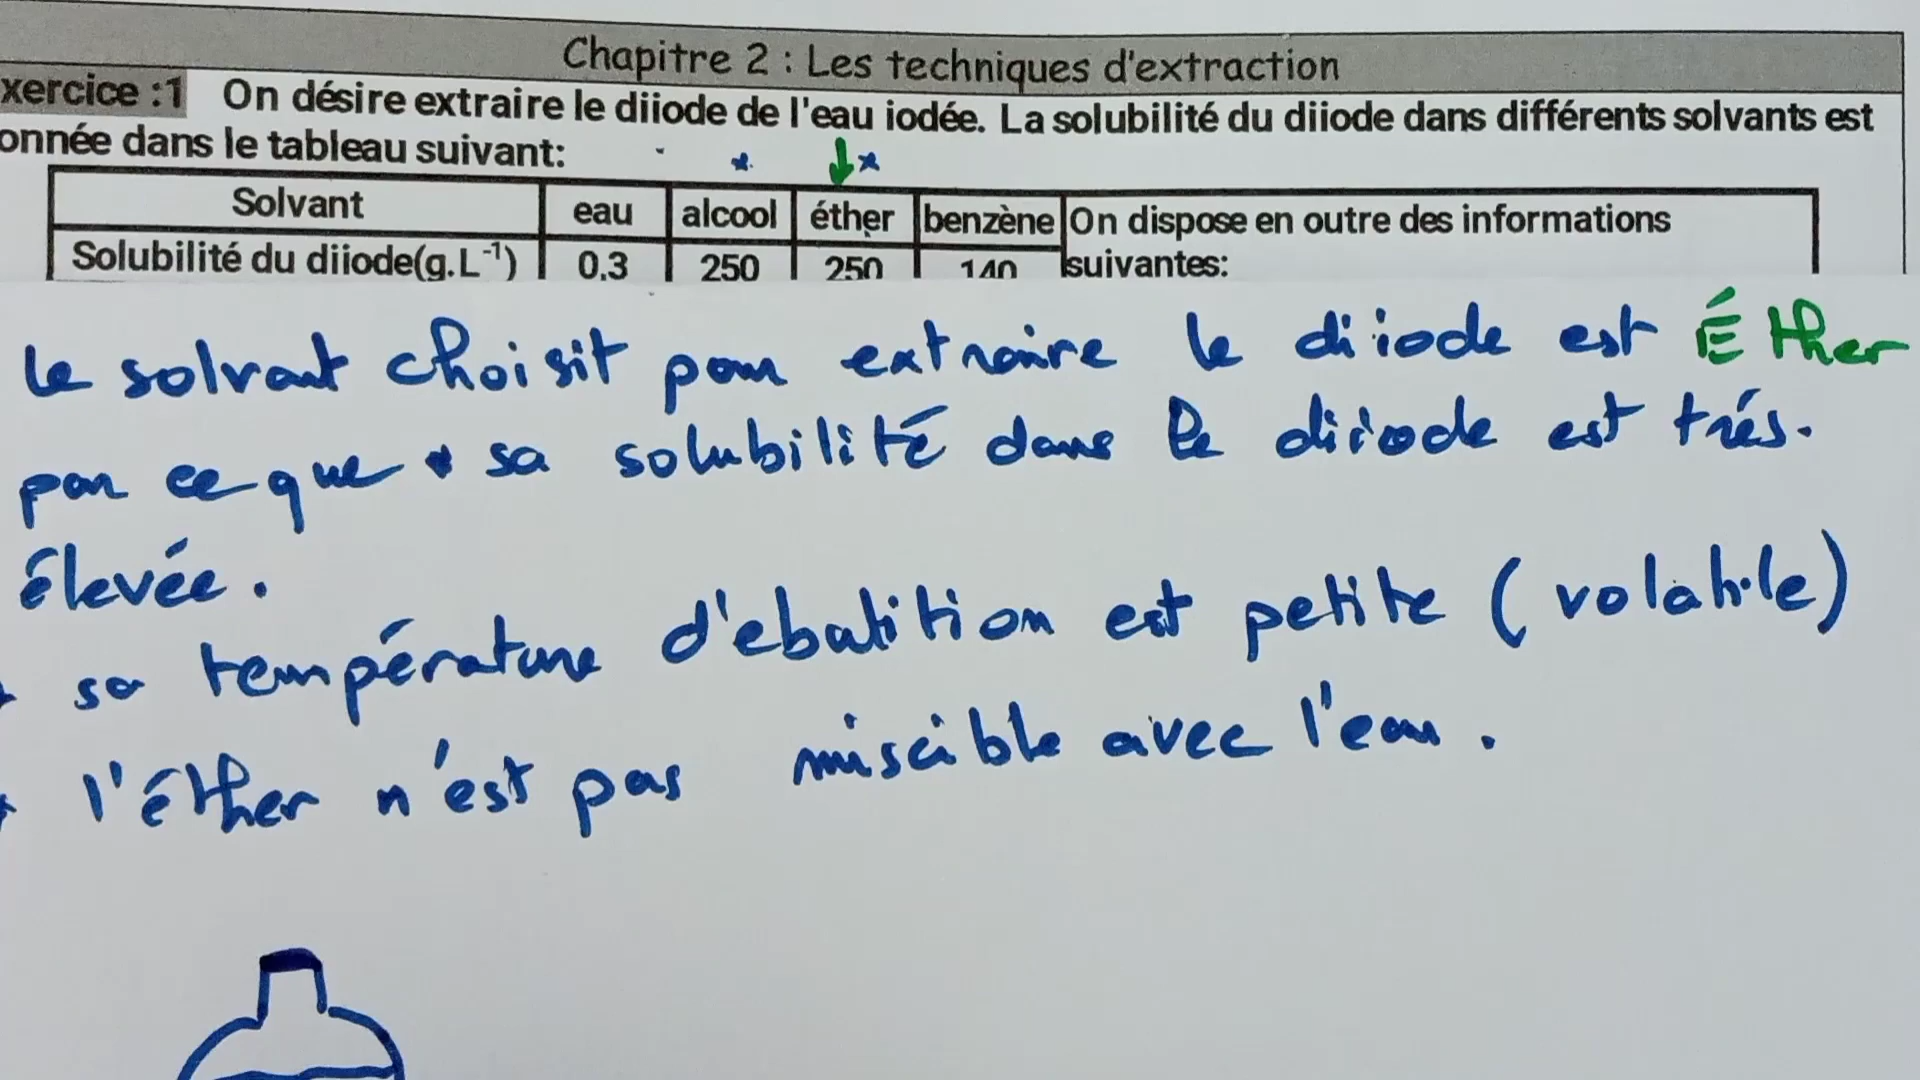 Chapitre 2 : Les techniques d'extraction
xercice :1 On désire extraire le diiode de l'eau iodée. La solubilité du diiode dans différents solvants est
onnée dans le tableau suivant:
Solvant eau alcool éther benzène On dispose en outre des informations
Solubilité du diiode(g.L⁻¹) 0.3 250 250 140 suivantes:
le solvant choisit pour extraire le diiode est Éther
par ce que sa solubilité dans le diiode est trés.
élevée.
sa température d'ebalition est petite (volatile)
l'éther n'est pas miscible avec l'eau.